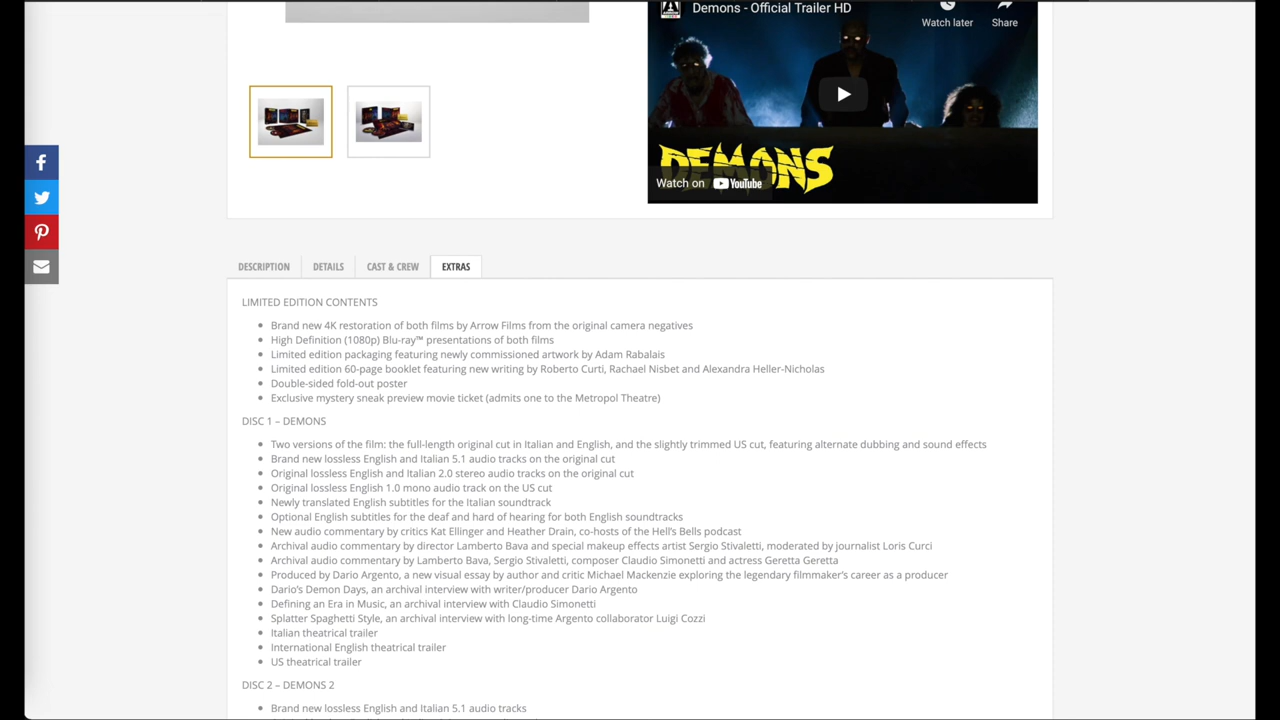 Demons - Official Trailer HD
Watch later
Share
DEMONS
Watch on YouTube
DESCRIPTION
DETAILS
CAST & CREW
EXTRAS
LIMITED EDITION CONTENTS
Brand new 4K restoration of both films by Arrow Films from the original camera negatives
High Definition (1080p) Blu-ray™ presentations of both films
Limited edition packaging featuring newly commissioned artwork by Adam Rabalais
Limited edition 60-page booklet featuring new writing by Roberto Curti, Rachael Nisbet and Alexandra Heller-Nicholas
Double-sided fold-out poster
Exclusive mystery sneak preview movie ticket (admits one to the Metropol Theatre)
DISC 1 – DEMONS
Two versions of the film: the full-length original cut in Italian and English, and the slightly trimmed US cut, featuring alternate dubbing and sound effects
Brand new lossless English and Italian 5.1 audio tracks on the original cut
Original lossless English and Italian 2.0 stereo audio tracks on the original cut
Original lossless English 1.0 mono audio track on the US cut
Newly translated English subtitles for the Italian soundtrack
Optional English subtitles for the deaf and hard of hearing for both English soundtracks
New audio commentary by critics Kat Ellinger and Heather Drain, co-hosts of the Hell's Bells podcast
Archival audio commentary by director Lamberto Bava and special makeup effects artist Sergio Stivaletti, moderated by journalist Loris Curci
Archival audio commentary by Lamberto Bava, Sergio Stivaletti, composer Claudio Simonetti and actress Geretta Geretta
Produced by Dario Argento, a new visual essay by author and critic Michael Mackenzie exploring the legendary filmmaker's career as a producer
Dario's Demon Days, an archival interview with writer/producer Dario Argento
Defining an Era in Music, an archival interview with Claudio Simonetti
Splatter Spaghetti Style, an archival interview with long-time Argento collaborator Luigi Cozzi
Italian theatrical trailer
International English theatrical trailer
US theatrical trailer
DISC 2 – DEMONS 2
Brand new lossless English and Italian 5.1 audio tracks